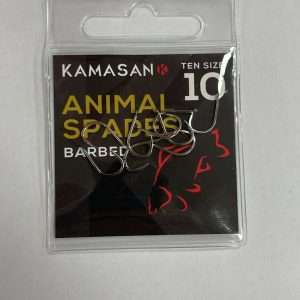 KAMASAN K
TEN SIZE
10
ANIMAL
SPADES
BARBED